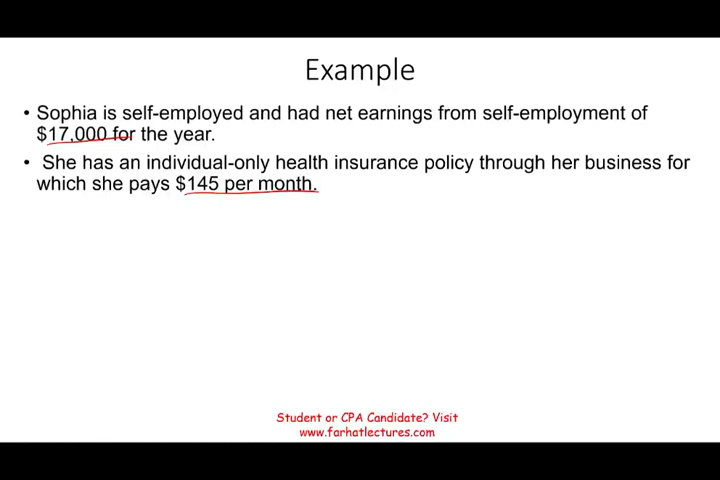 Example
• Sophia is self-employed and had net earnings from self-employment of
$17,000 for the year.
• She has an individual-only health insurance policy through her business for
which she pays $145 per month.
Student or CPA Candidate? Visit
www.farhatlectures.com